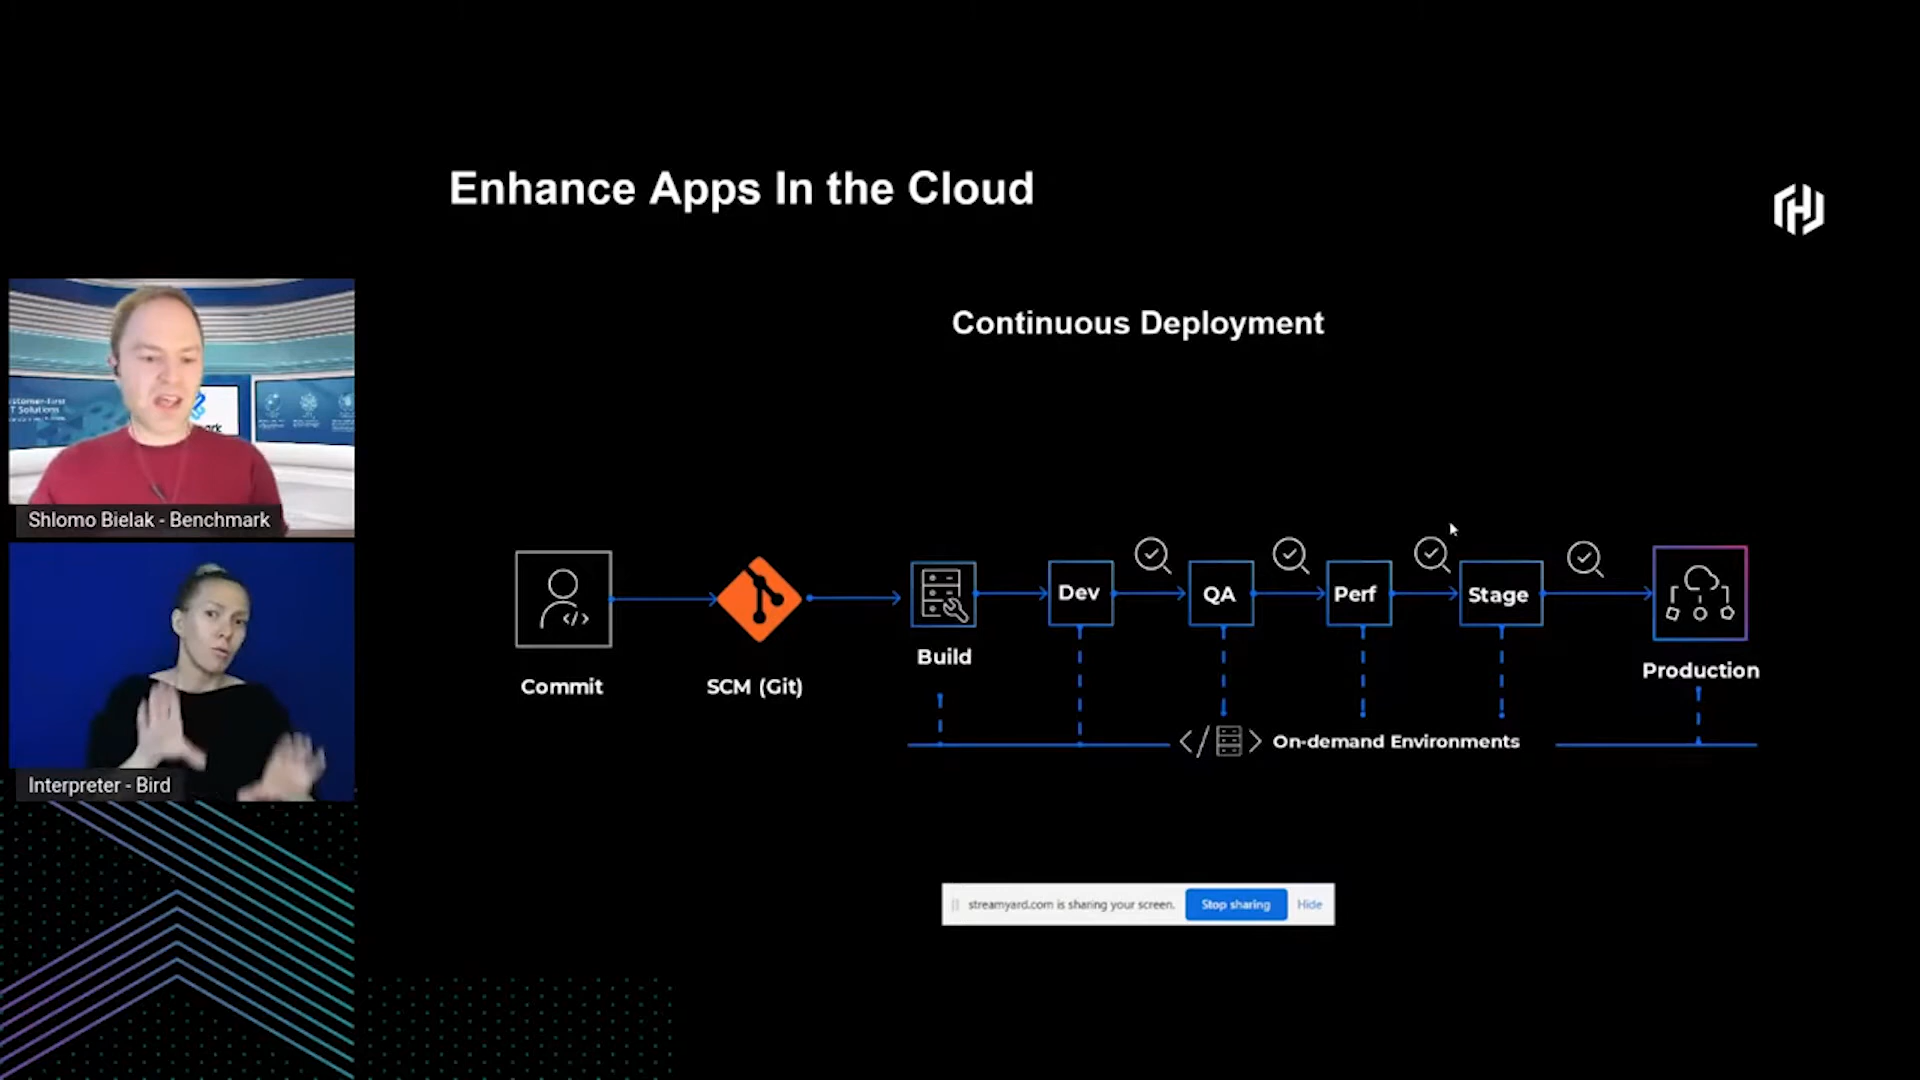 Enhance Apps In the Cloud
Continuous Deployment
T Solutions
Shlomo Bielak - Benchmark
Interpreter - Bird
Commit
SCM (Git)
Build
Dev
QA
Perf
Stage
Production
On-demand Environments
streamyard.com is sharing your screen.
Stop sharing
Hide